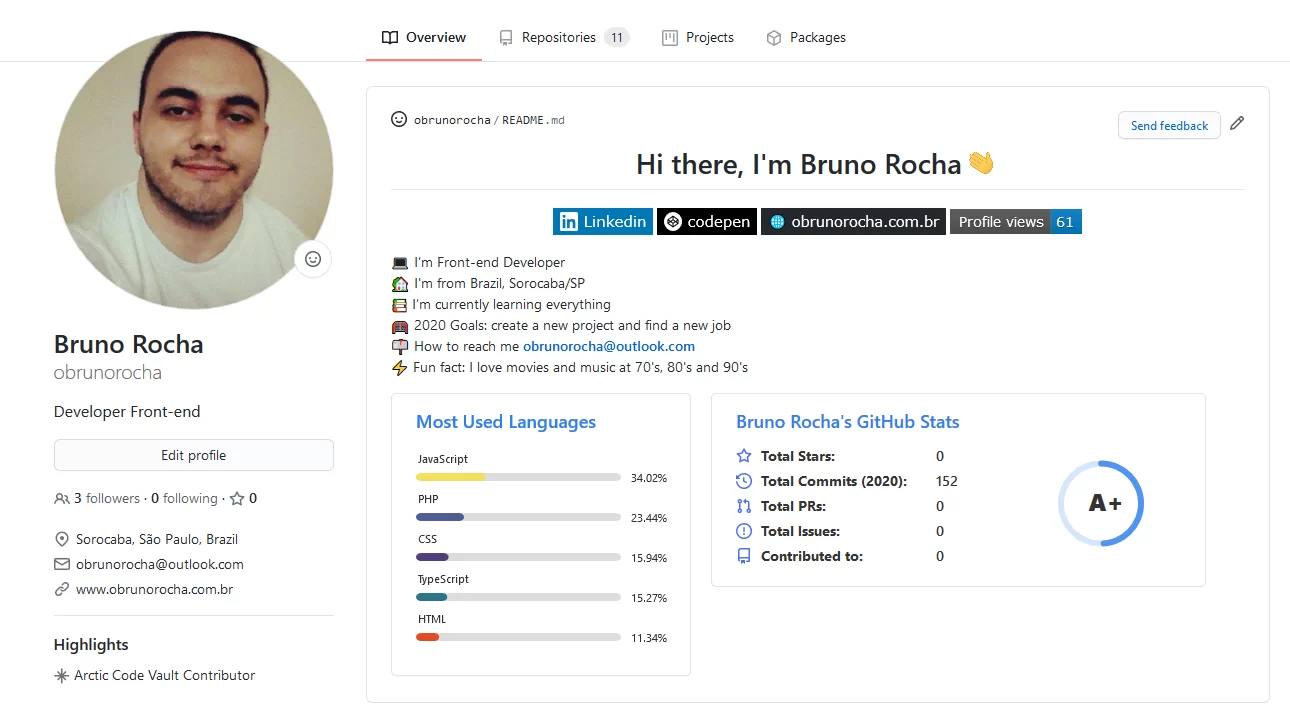 Overview Repositories 11 Projects Packages
obrunorocha / README.md
Send feedback
Hi there, I'm Bruno Rocha 👋
Linkedin codepen obrunorocha.com.br Profile views 61
💻 I'm Front-end Developer
🏡 I'm from Brazil, Sorocaba/SP
📚 I'm currently learning everything
🥅 2020 Goals: create a new project and find a new job
📫 How to reach me obrunorocha@outlook.com
⚡ Fun fact: I love movies and music at 70's, 80's and 90's
Bruno Rocha
obrunorocha
Developer Front-end
Edit profile
3 followers · 0 following · 0
Sorocaba, São Paulo, Brazil
obrunorocha@outlook.com
www.obrunorocha.com.br
Highlights
Arctic Code Vault Contributor
Most Used Languages
JavaScript
34.02%
PHP
23.44%
CSS
15.94%
TypeScript
15.27%
HTML
11.34%
Bruno Rocha's GitHub Stats
Total Stars: 0
Total Commits (2020): 152
Total PRs: 0
Total Issues: 0
Contributed to: 0
A+